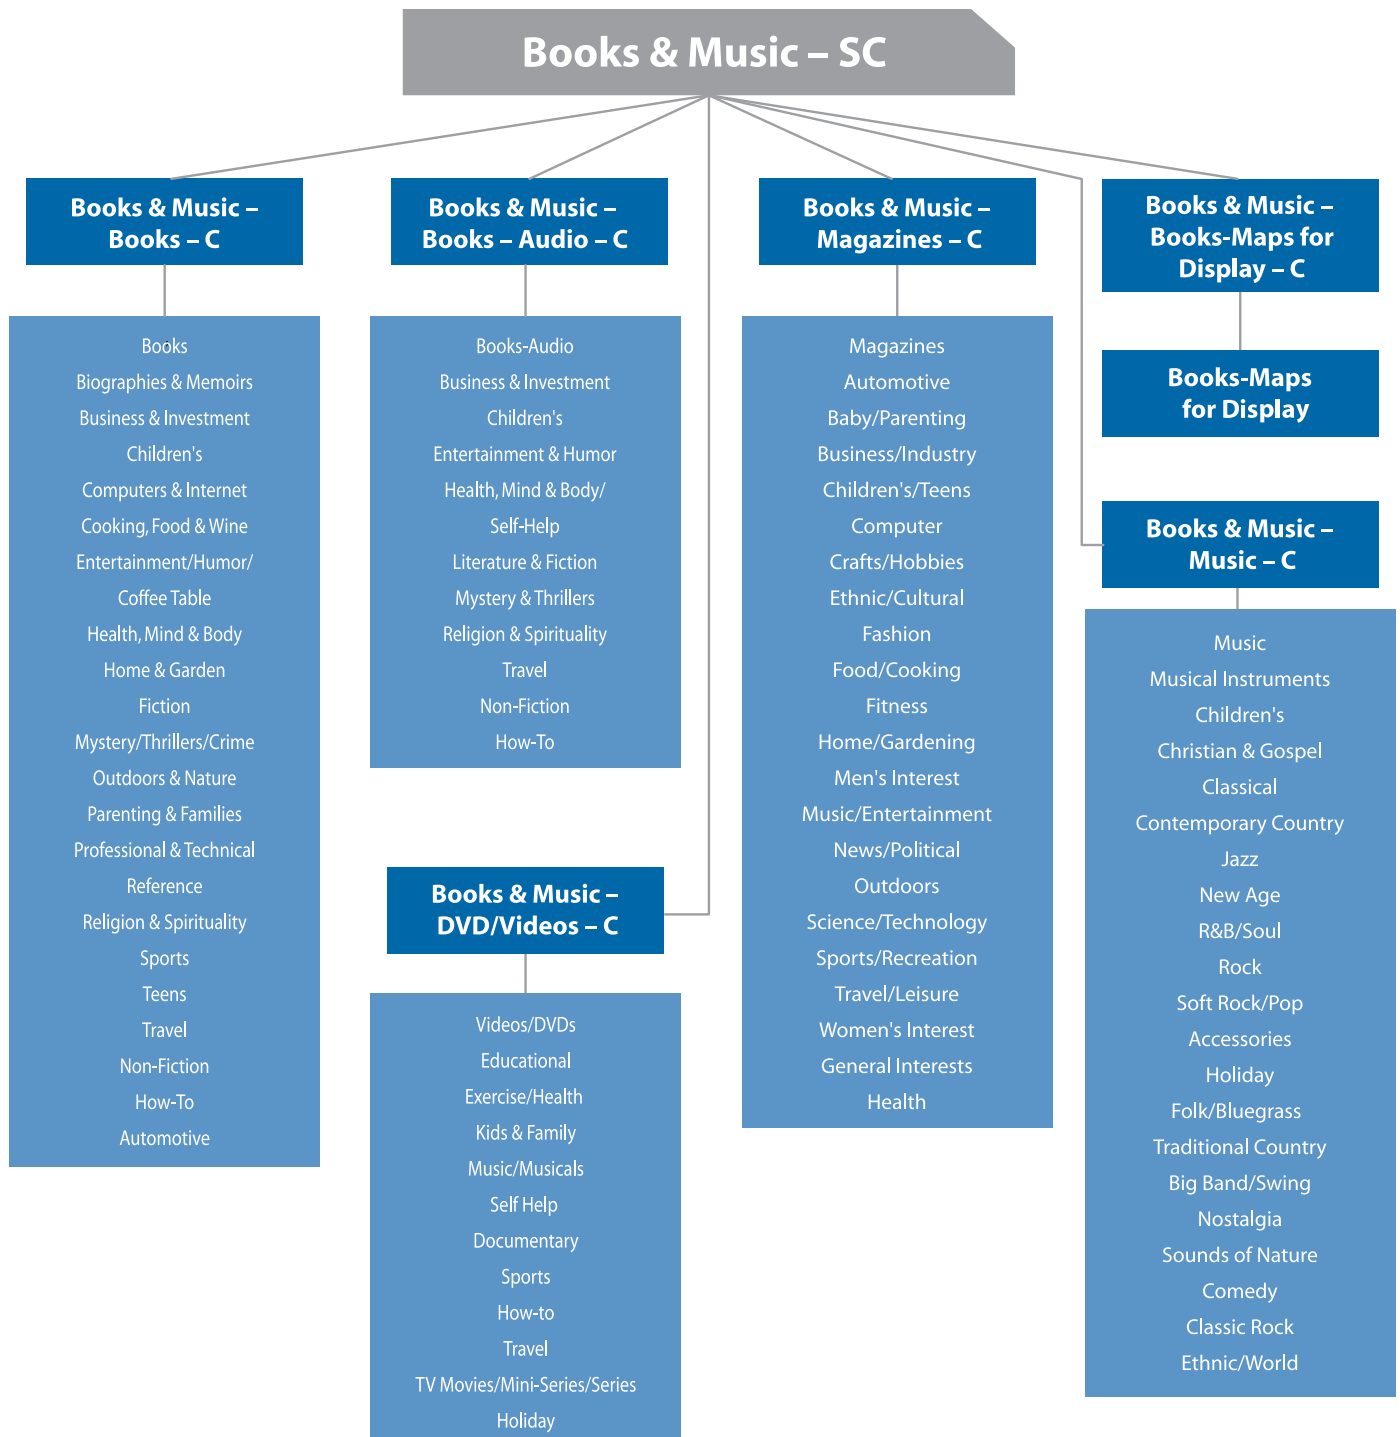 Books & Music – SC
Books & Music –
Books – C
Books
Biographies & Memoirs
Business & Investment
Children's
Computers & Internet
Cooking, Food & Wine
Entertainment/Humor/
Coffee Table
Health, Mind & Body
Home & Garden
Fiction
Mystery/Thrillers/Crime
Outdoors & Nature
Parenting & Families
Professional & Technical
Reference
Religion & Spirituality
Sports
Teens
Travel
Non-Fiction
How-To
Automotive
Books & Music –
Books – Audio – C
Books-Audio
Business & Investment
Children's
Entertainment & Humor
Health, Mind & Body/
Self-Help
Literature & Fiction
Mystery & Thrillers
Religion & Spirituality
Travel
Non-Fiction
How-To
Books & Music –
DVD/Videos – C
Videos/DVDs
Educational
Exercise/Health
Kids & Family
Music/Musicals
Self Help
Documentary
Sports
How-to
Travel
TV Movies/Mini-Series/Series
Holiday
Books & Music –
Magazines – C
Magazines
Automotive
Baby/Parenting
Business/Industry
Children's/Teens
Computer
Crafts/Hobbies
Ethnic/Cultural
Fashion
Food/Cooking
Fitness
Home/Gardening
Men's Interest
Music/Entertainment
News/Political
Outdoors
Science/Technology
Sports/Recreation
Travel/Leisure
Women's Interest
General Interests
Health
Books & Music –
Books-Maps for
Display – C
Books-Maps
for Display
Books & Music –
Music – C
Music
Musical Instruments
Children's
Christian & Gospel
Classical
Contemporary Country
Jazz
New Age
R&B/Soul
Rock
Soft Rock/Pop
Accessories
Holiday
Folk/Bluegrass
Traditional Country
Big Band/Swing
Nostalgia
Sounds of Nature
Comedy
Classic Rock
Ethnic/World